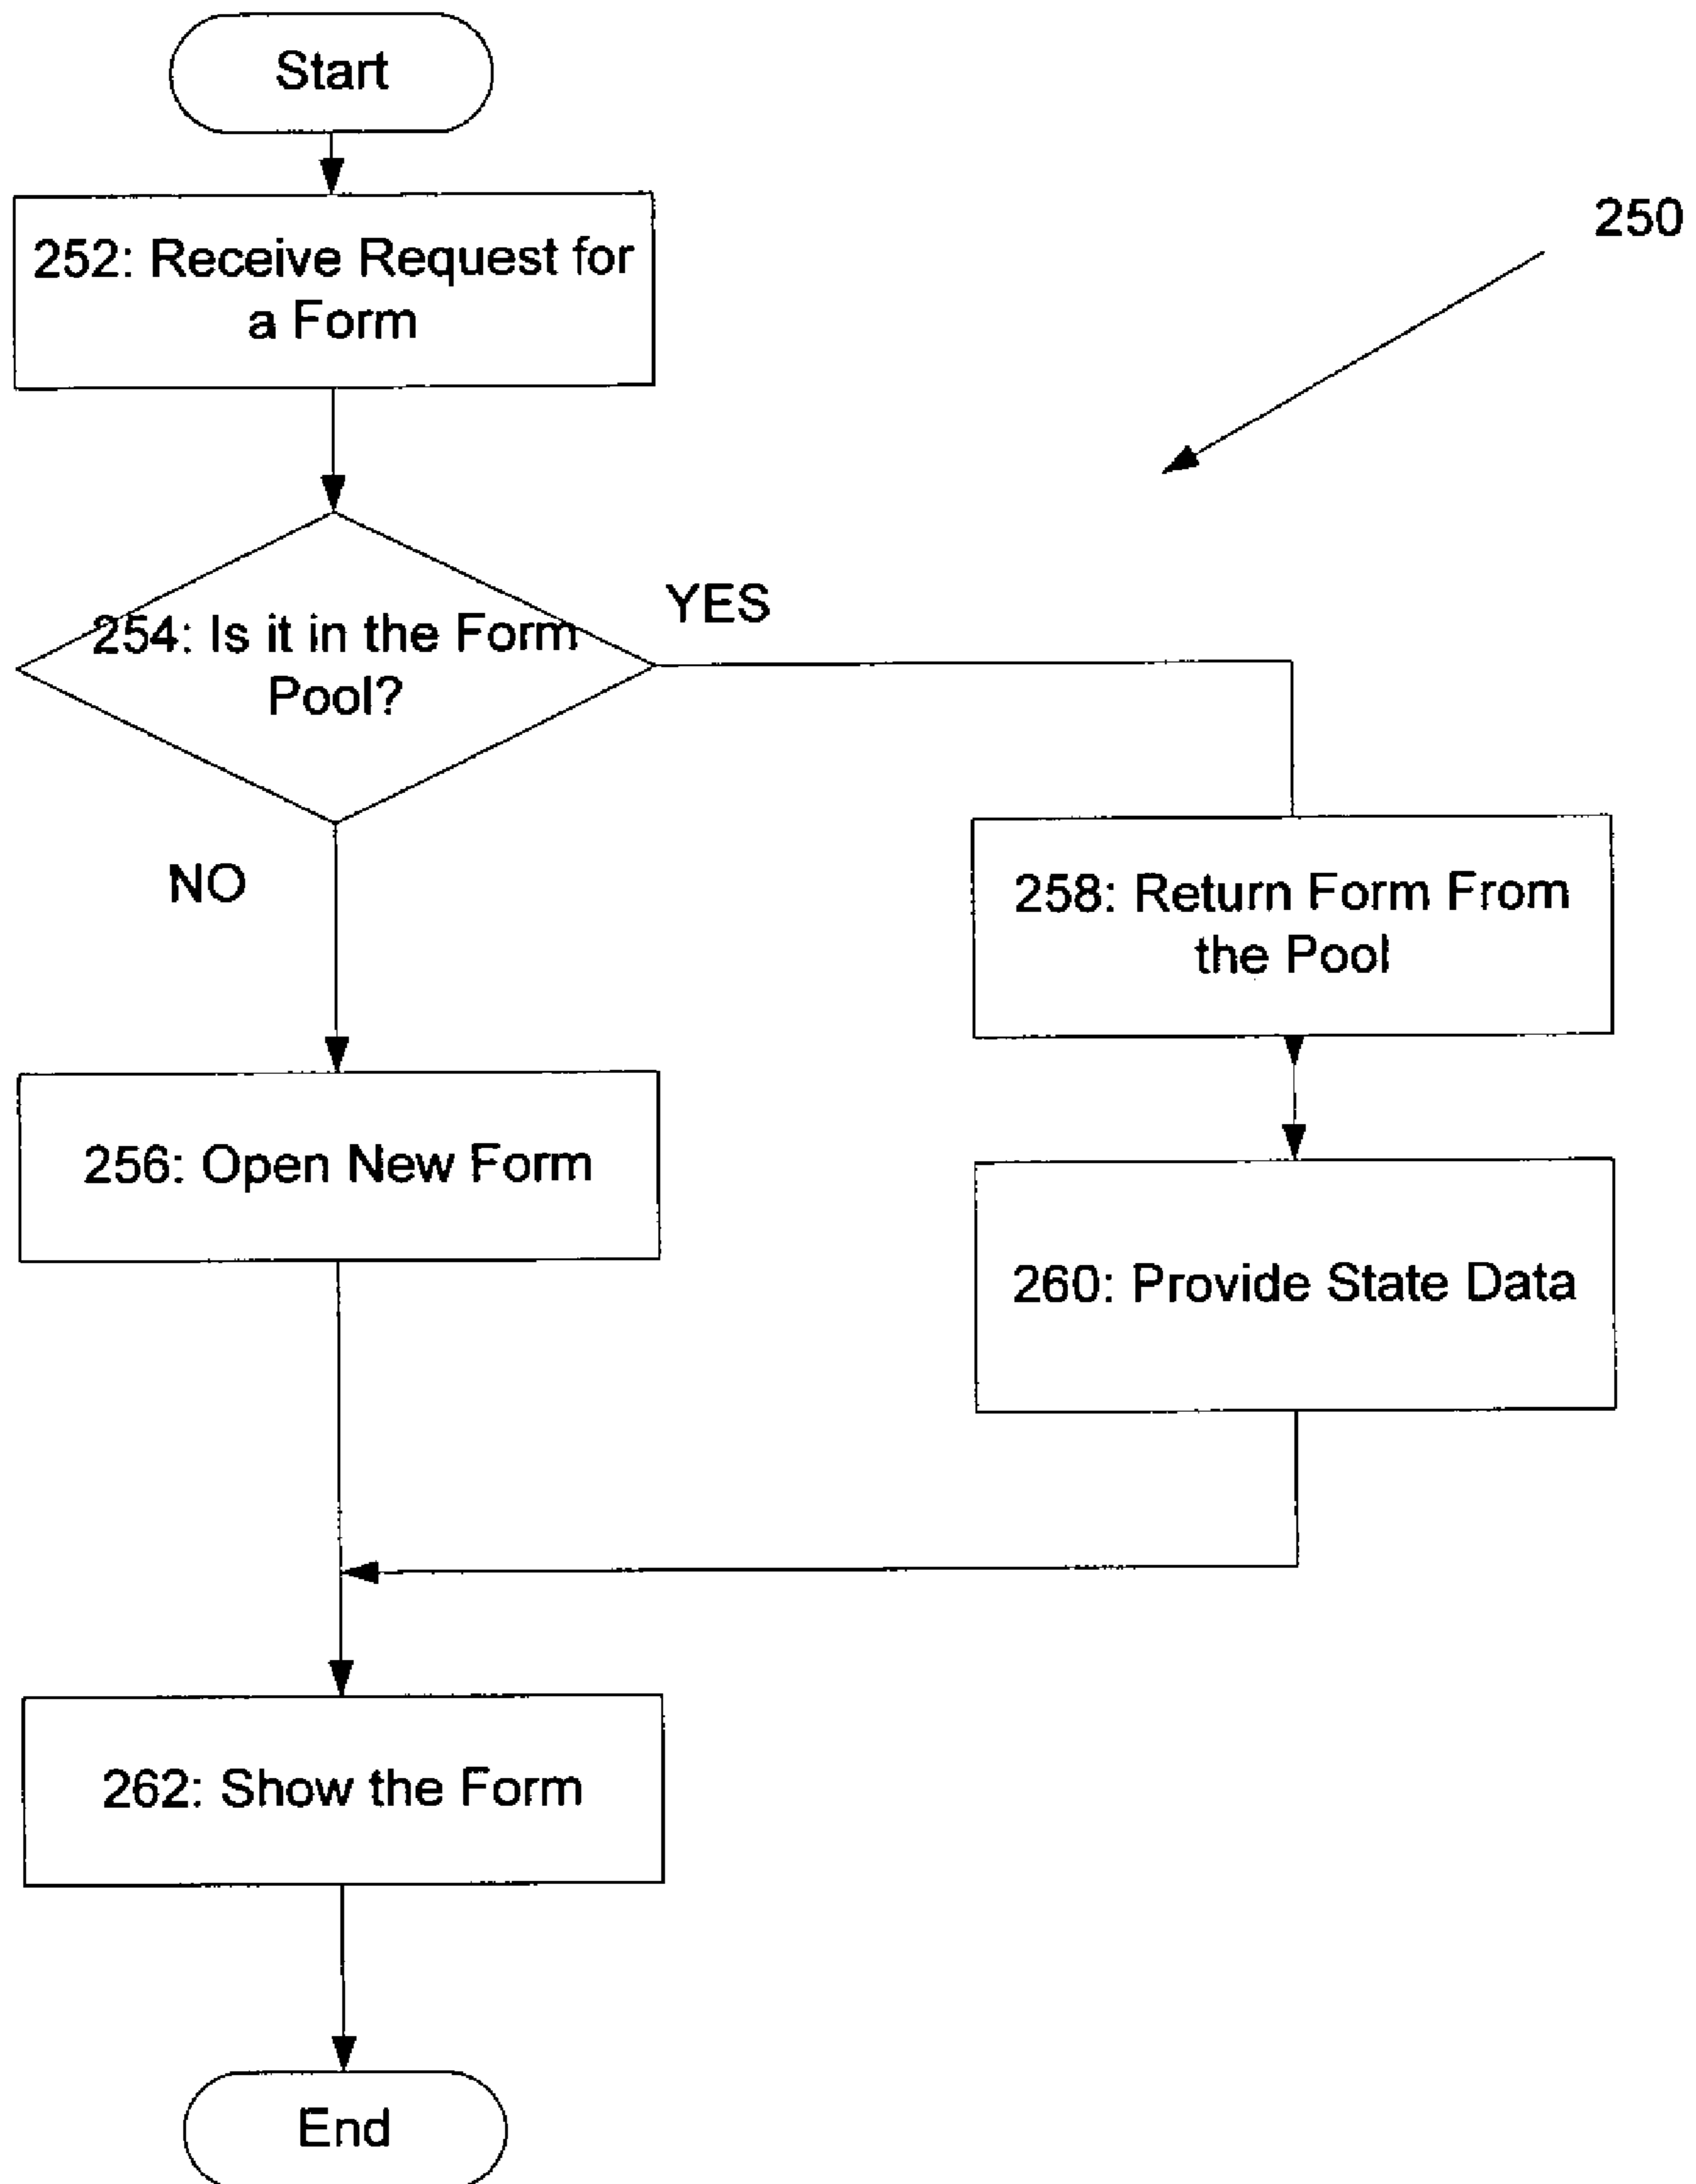 Start
250
252: Receive Request for
a Form
254: Is it in the Form
Pool?
YES
NO
258: Return Form From
the Pool
256: Open New Form
260: Provide State Data
262: Show the Form
End